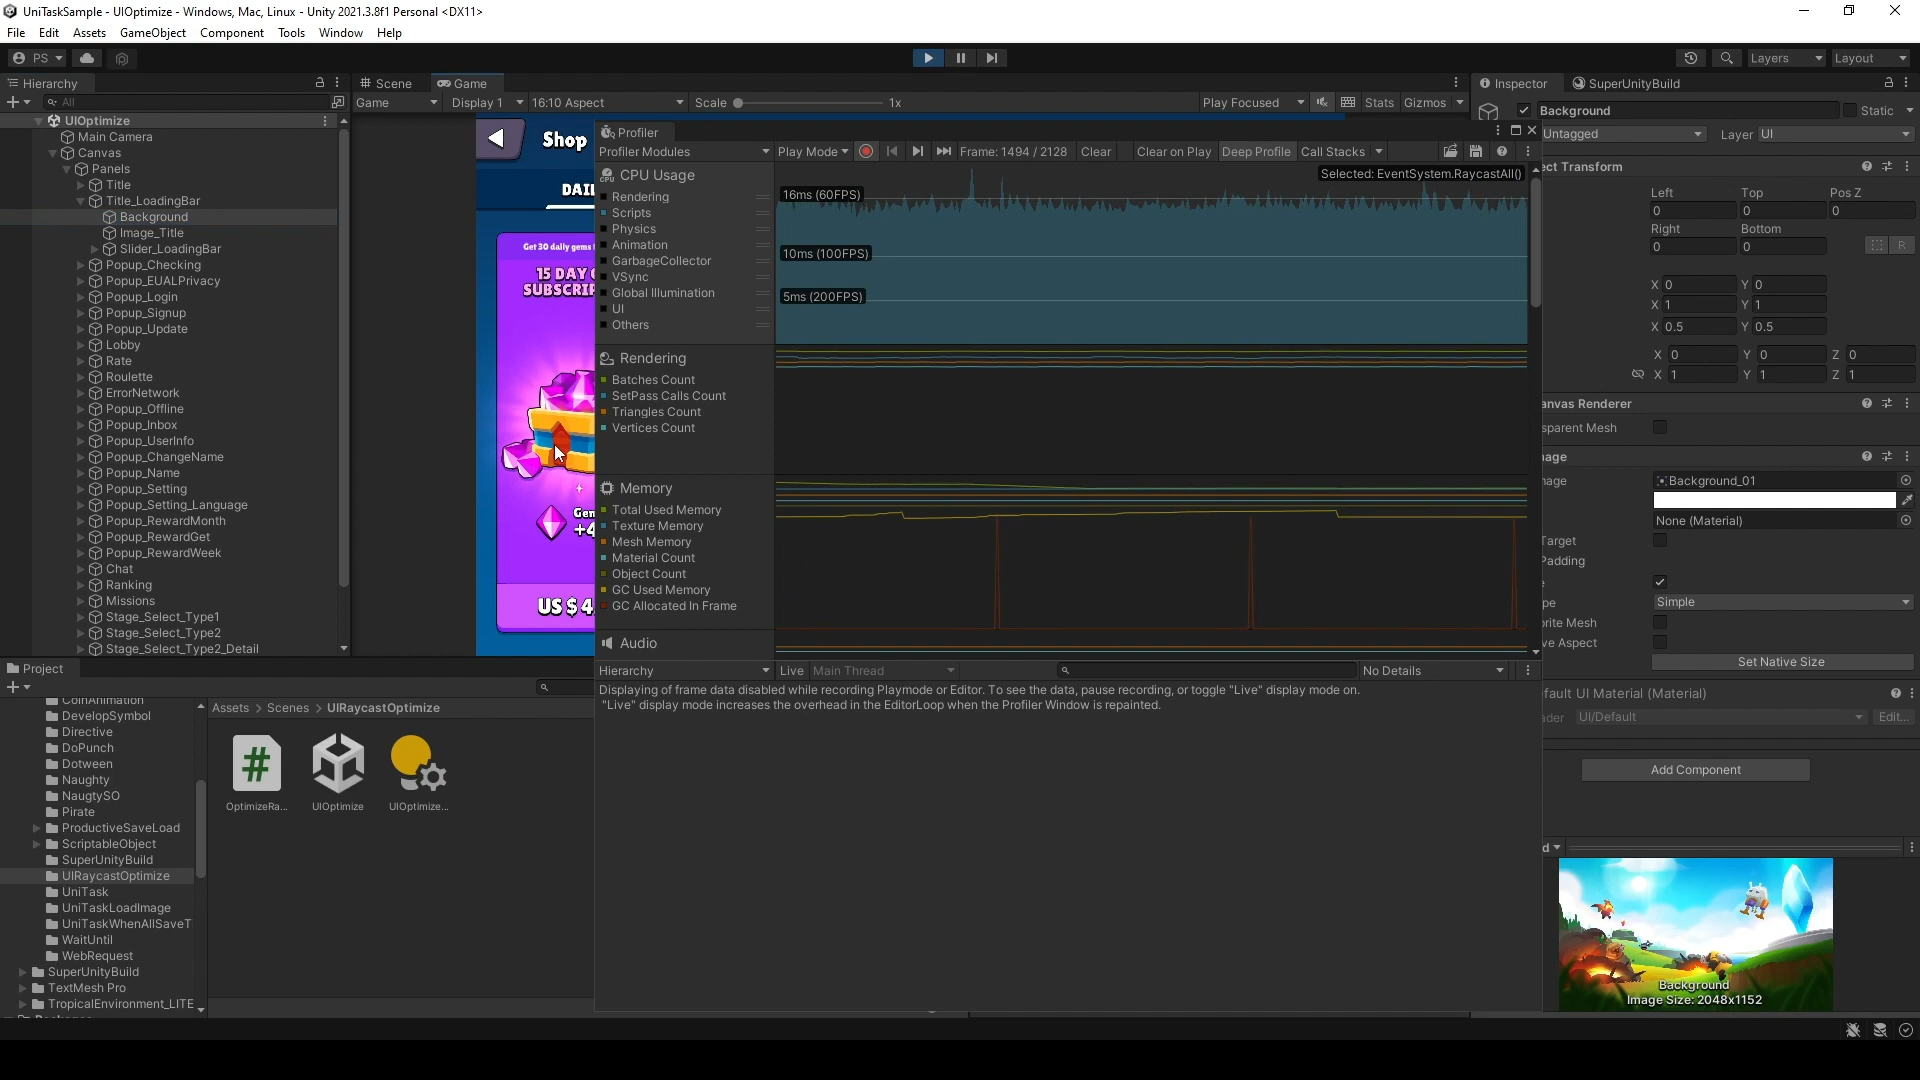 UniTaskSample - UIOptimize - Windows, Mac, Linux - Unity 2021.3.8f1 Personal <DX11>
File Edit Assets GameObject Component Tools Window Help
PS Layers Layout
Hierarchy
All
UIOptimize
Main Camera
Canvas
Panels
Title
Title_LoadingBar
Background
Image_Title
Slider_LoadingBar
Popup_Checking
Popup_EUALPrivacy
Popup_Login
Popup_Signup
Popup_Update
Lobby
Rate
Roulette
ErrorNetwork
Popup_Offline
Popup_Inbox
Popup_UserInfo
Popup_ChangeName
Popup_Name
Popup_Setting
Popup_Setting_Language
Popup_RewardMonth
Popup_RewardGet
Popup_RewardWeek
Chat
Ranking
Missions
Stage_Select_Type1
Stage_Select_Type2
Stage_Select_Type2_Detail
Scene Game
Game Display 1 16:10 Aspect Scale 1x Play Focused Stats Gizmos
Shop
DAI
Get 30 daily gems
15 DAY
SUBSCRI
Gen
+4
US $ 4
Profiler
Profiler Modules Play Mode Frame: 1494 / 2128 Clear Clear on Play Deep Profile Call Stacks
CPU Usage
Selected: EventSystem.RaycastAll()
Rendering
Scripts
Physics
Animation
GarbageCollector
VSync
Global Illumination
UI
Others
16ms (60FPS)
10ms (100FPS)
5ms (200FPS)
Rendering
Batches Count
SetPass Calls Count
Triangles Count
Vertices Count
Memory
Total Used Memory
Texture Memory
Mesh Memory
Material Count
Object Count
GC Used Memory
GC Allocated In Frame
Audio
Hierarchy Live Main Thread No Details
Displaying of frame data disabled while recording Playmode or Editor. To see the data, pause recording, or toggle "Live" display mode on.
"Live" display mode increases the overhead in the EditorLoop when the Profiler Window is repainted.
Inspector SuperUnityBuild
Background Static
Untagged Layer UI
ect Transform
Left Top Pos Z
0 0 0
Right Bottom
0 0 R
X 0 Y 0
X 1 Y 1
X 0.5 Y 0.5
X 0 Y 0 Z 0
X 1 Y 1 Z 1
anvas Renderer
sparent Mesh
nage
nage Background_01
None (Material)
Target
Padding
pe Simple
rite Mesh
ve Aspect
Set Native Size
fault UI Material (Material)
der UI/Default Edit...
Add Component
d
Background
Image Size: 2048x1152
Project
CoinAnimation
DevelopSymbol
Directive
DoPunch
Dotween
Naughty
NaugtySO
Pirate
ProductiveSaveLoad
ScriptableObject
SuperUnityBuild
UIRaycastOptimize
UniTask
UniTaskLoadImage
UniTaskWhenAllSaveT
WaitUntil
WebRequest
SuperUnityBuild
TextMesh Pro
TropicalEnvironment_LITE
Assets > Scenes > UIRaycastOptimize
OptimizeRa... UIOptimize UIOptimize...